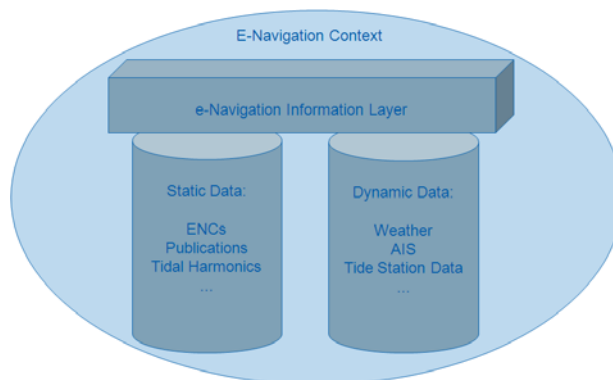 E-Navigation Context
e-Navigation Information Layer
Static Data:
ENCs
Publications
Tidal Harmonics
...
Dynamic Data:
Weather
AIS
Tide Station Data
...